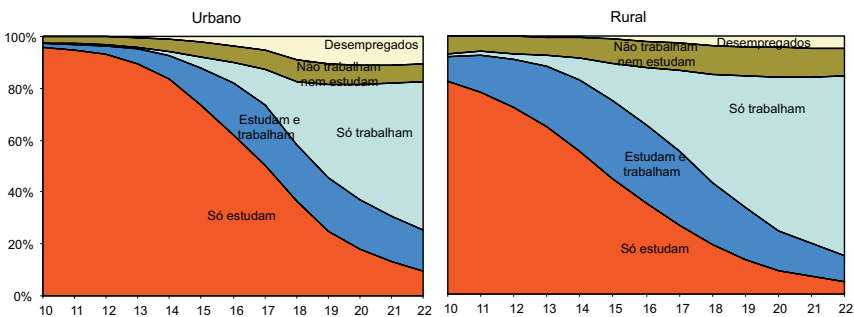 Urbano
Rural
100%
80%
60%
40%
20%
0%
Desempregados
Não trabalham
nem estudam
Estudam e
trabalham
Só trabalham
Só estudam
10 11 12 13 14 15 16 17 18 19 20 21 22
Desempregados
Não trabalham
nem estudam
Só trabalham
Estudam e
trabalham
Só estudam
10 11 12 13 14 15 16 17 18 19 20 21 22